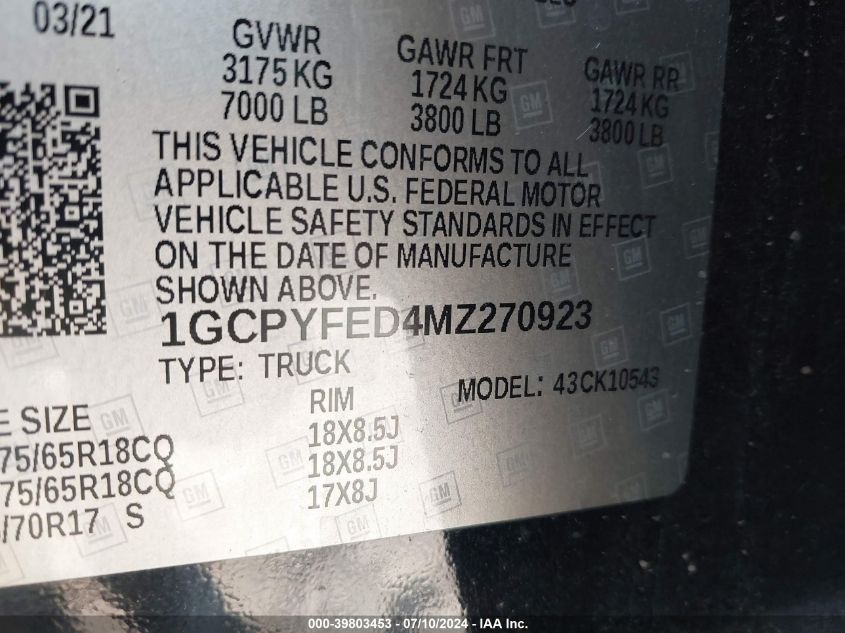 03/21
GVWR
3175 KG
7000 LB
GAWR FRT
1724 KG
3800 LB
GAWR RR
1724 KG
3800 LB
THIS VEHICLE CONFORMS TO ALL
APPLICABLE U.S. FEDERAL MOTOR
VEHICLE SAFETY STANDARDS IN EFFECT
ON THE DATE OF MANUFACTURE
SHOWN ABOVE.
1GCPYFED4MZ270923
TYPE: TRUCK
MODEL: 43CK10543
E SIZE
RIM
75/65R18CQ
18X8.5J
75/65R18CQ
18X8.5J
/70R17 S
17X8J
000-39803453 - 07/10/2024 - IAA Inc.